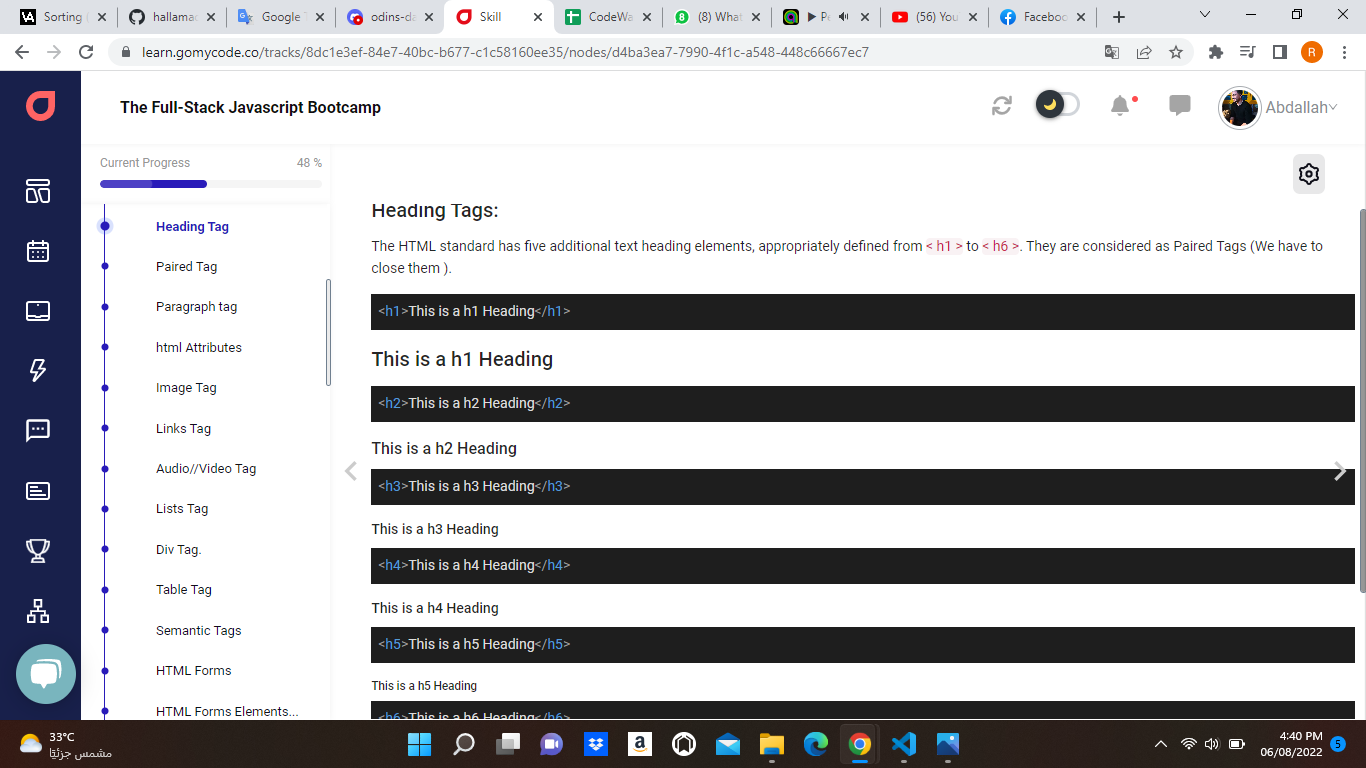 Sorting
hallamad
Google T
odins-da
Skill
CodeWa
(8) What
(56) You
Faceboo
learn.gomycode.co/tracks/8dc1e3ef-84e7-40bc-b677-c1c58160ee35/nodes/d4ba3ea7-7990-4f1c-a548-448c66667ec7
R
The Full-Stack Javascript Bootcamp
Abdallah
Current Progress 48 %
Heading Tag
Paired Tag
Paragraph tag
html Attributes
Image Tag
Links Tag
Audio//Video Tag
Lists Tag
Div Tag.
Table Tag
Semantic Tags
HTML Forms
HTML Forms Elements...
Heading Tags:
The HTML standard has five additional text heading elements, appropriately defined from < h1 > to < h6 >. They are considered as Paired Tags (We have to
close them ).
<h1>This is a h1 Heading</h1>
This is a h1 Heading
<h2>This is a h2 Heading</h2>
This is a h2 Heading
<h3>This is a h3 Heading</h3>
This is a h3 Heading
<h4>This is a h4 Heading</h4>
This is a h4 Heading
<h5>This is a h5 Heading</h5>
This is a h5 Heading
<h6>This is a h6 Heading</h6>
33°C
مشمس جزئيًا
4:40 PM
06/08/2022
5